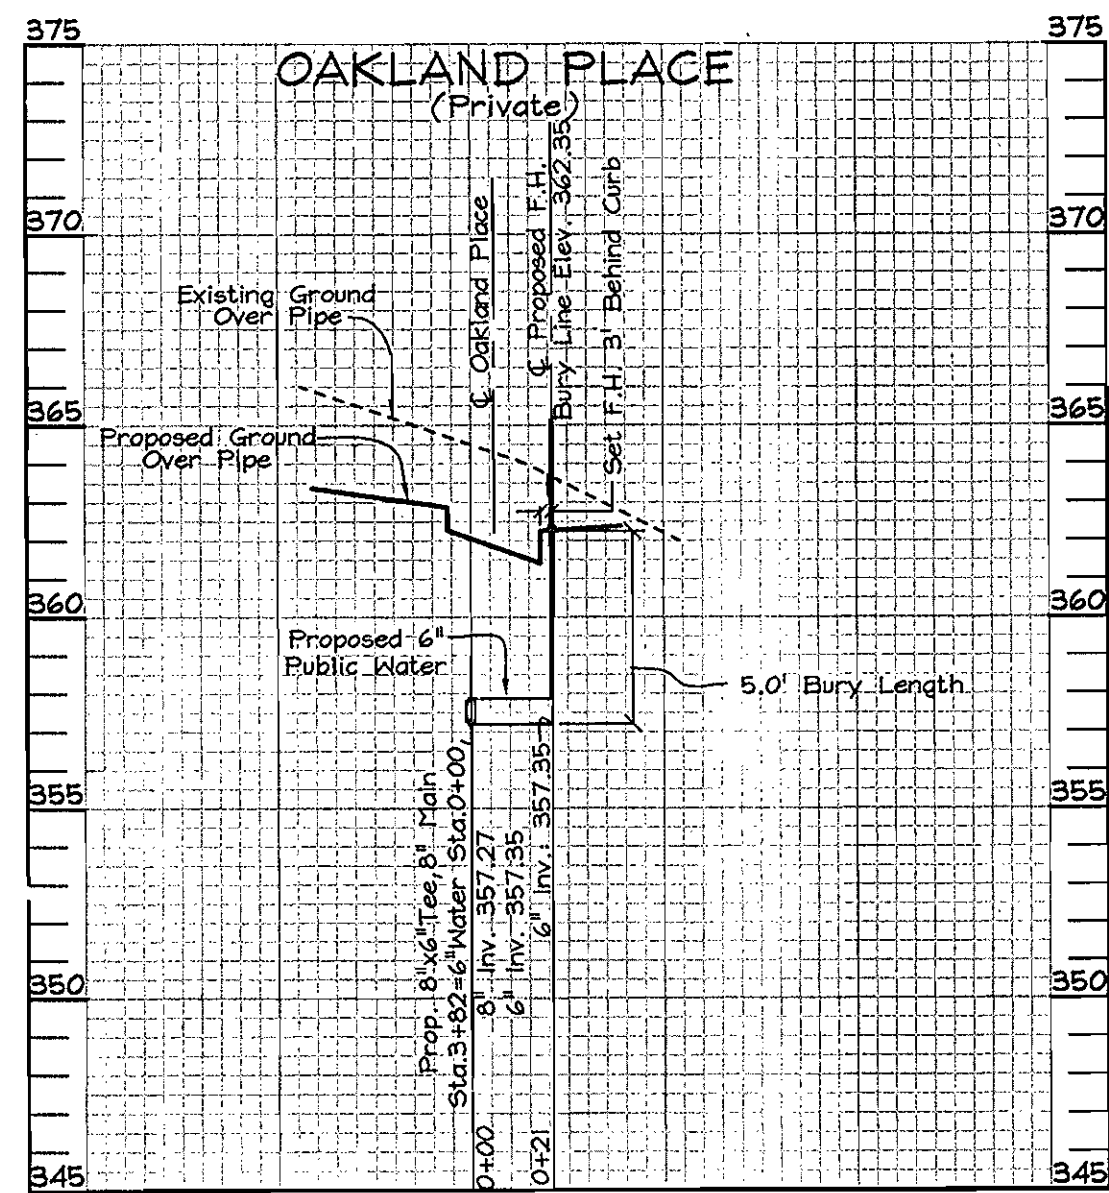 375
375
OAKLAND PLACE
(Private)
370
370
℄ Oakland Place
℄ Proposed F.H.
Bury Line Elev. 362.35
Set F.H. 3' Behind Curb
Existing Ground
Over Pipe
365
365
Proposed Ground
Over Pipe
360
360
Proposed 6"
Public Water
5.0' Bury Length
355
355
Prop. 8"x6" Tee, 8" Main
Sta.3+82=6" Water Sta.0+00,
8" Inv. 357.27
6" Inv. 357.35
6" Inv.: 357.35
350
350
0+00
0+21
345
345